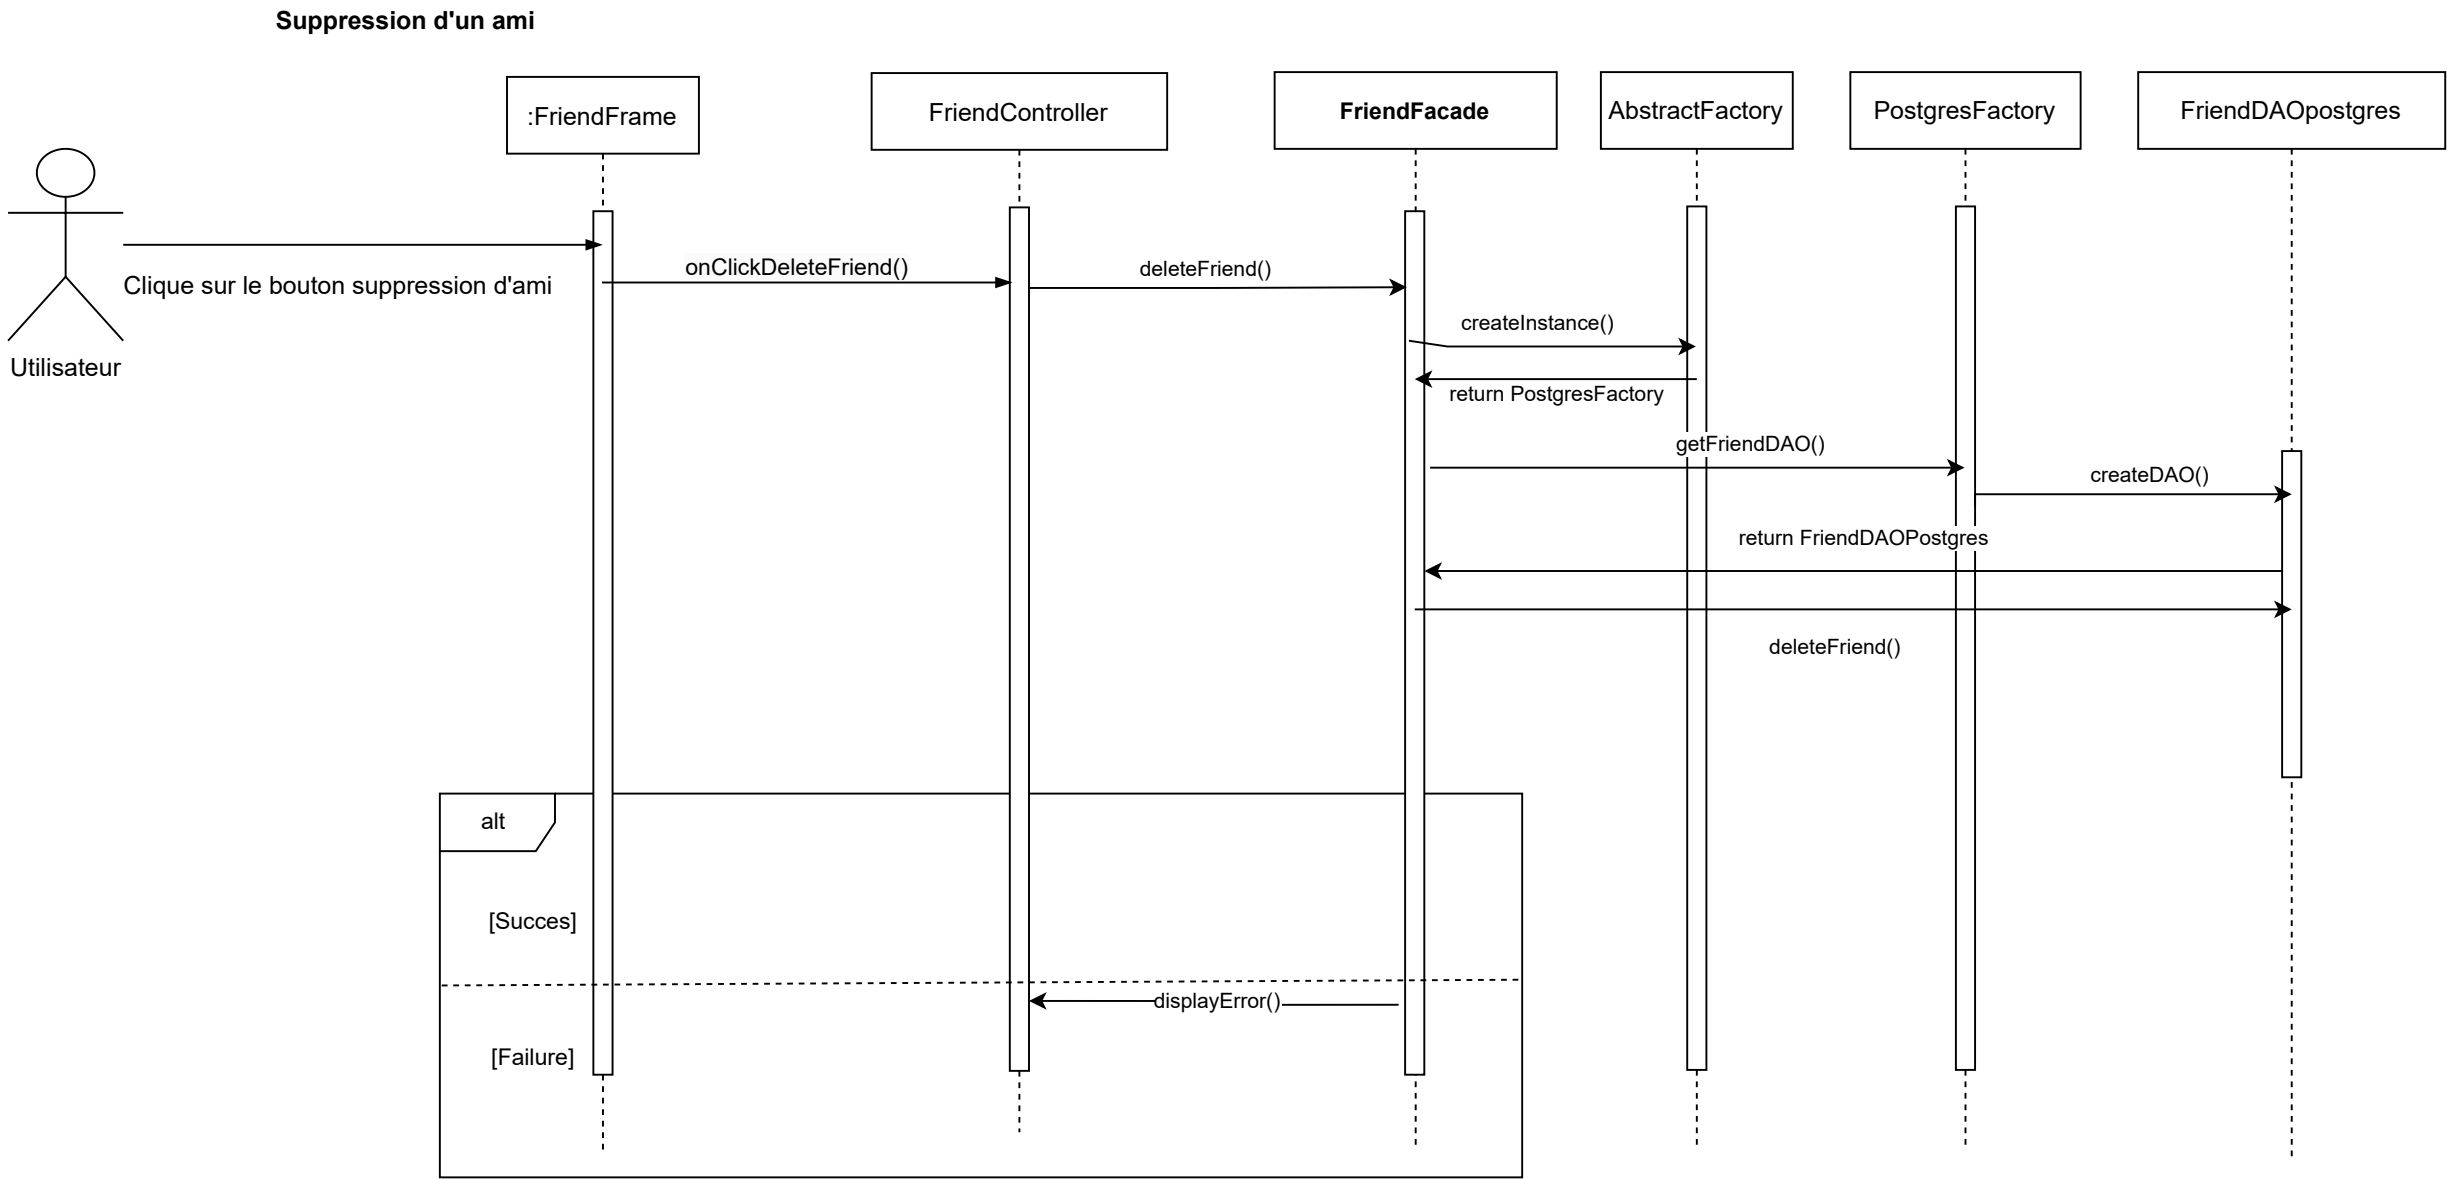 Suppression d'un ami
:FriendFrame
FriendController
FriendFacade
AbstractFactory
PostgresFactory
FriendDAOpostgres
Utilisateur
Clique sur le bouton suppression d'ami
onClickDeleteFriend()
deleteFriend()
createInstance()
return PostgresFactory
getFriendDAO()
createDAO()
return FriendDAOPostgres
deleteFriend()
alt
[Succes]
displayError()
[Failure]